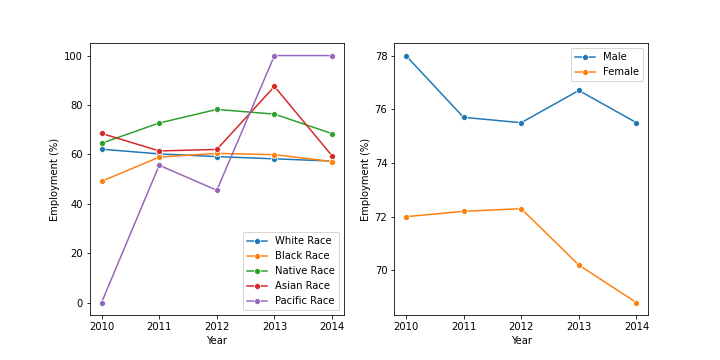 100
80
60
40
20
0
Employment (%)
2010 2011 2012 2013 2014
Year
White Race
Black Race
Native Race
Asian Race
Pacific Race
78
76
74
72
70
Employment (%)
2010 2011 2012 2013 2014
Year
Male
Female